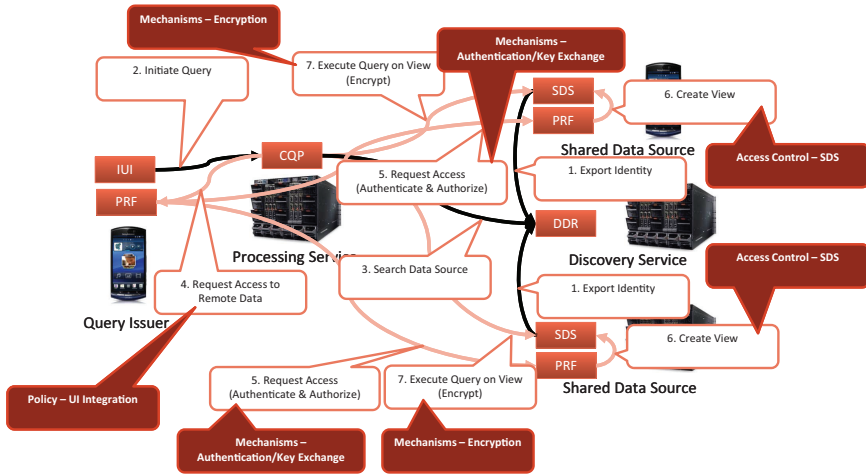 Mechanisms – Encryption
2. Initiate Query
7. Execute Query on View
(Encrypt)
Mechanisms –
Authentication/Key Exchange
SDS
PRF
6. Create View
Shared Data Source
Access Control – SDS
IUI
PRF
CQP
5. Request Access
(Authenticate & Authorize)
1. Export Identity
DDR
Processing Service
3. Search Data Source
Discovery Service
Access Control – SDS
4. Request Access to
Remote Data
1. Export Identity
Query Issuer
SDS
PRF
6. Create View
Shared Data Source
Policy – UI Integration
5. Request Access
(Authenticate & Authorize)
7. Execute Query on View
(Encrypt)
Mechanisms –
Authentication/Key Exchange
Mechanisms – Encryption